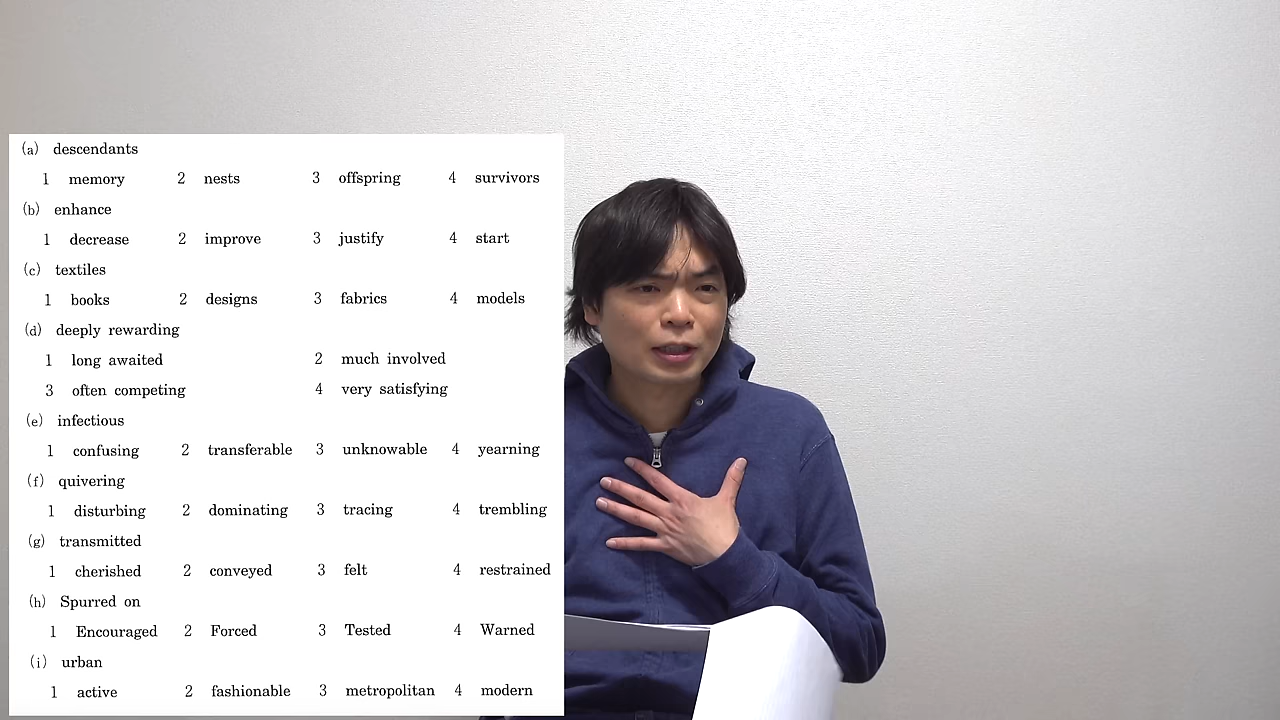 (a) descendants
1 memory 2 nests 3 offspring 4 survivors
(b) enhance
1 decrease 2 improve 3 justify 4 start
(c) textiles
1 books 2 designs 3 fabrics 4 models
(d) deeply rewarding
1 long awaited 2 much involved
3 often competing 4 very satisfying
(e) infectious
1 confusing 2 transferable 3 unknowable 4 yearning
(f) quivering
1 disturbing 2 dominating 3 tracing 4 trembling
(g) transmitted
1 cherished 2 conveyed 3 felt 4 restrained
(h) Spurred on
1 Encouraged 2 Forced 3 Tested 4 Warned
(i) urban
1 active 2 fashionable 3 metropolitan 4 modern